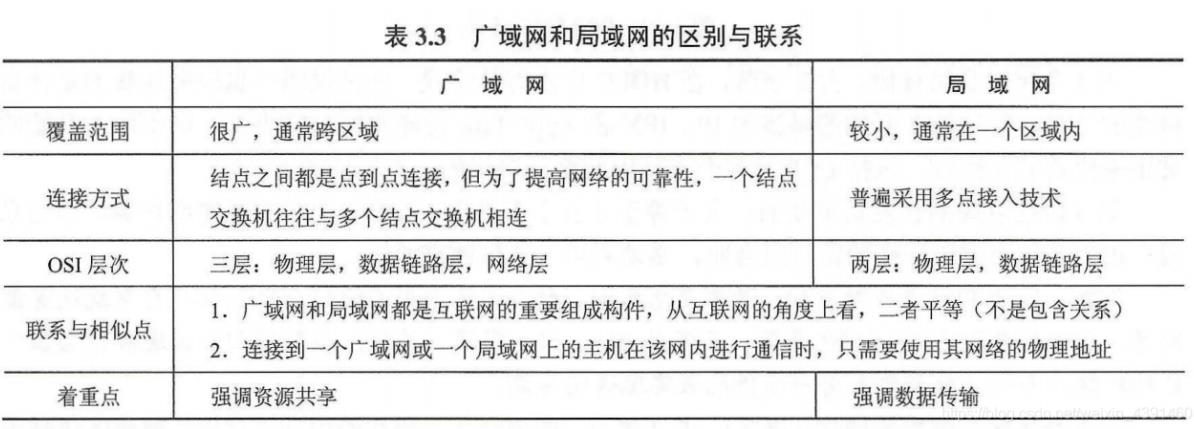 表 3.3 广域网和局域网的区别与联系
广 域 网 局 域 网
覆盖范围 很广，通常跨区域 较小，通常在一个区域内
连接方式 结点之间都是点到点连接，但为了提高网络的可靠性，一个结点 普遍采用多点接入技术
交换机往往与多个结点交换机相连
OSI 层次 三层：物理层，数据链路层，网络层 两层：物理层，数据链路层
联系与相似点 1．广域网和局域网都是互联网的重要组成构件，从互联网的角度上看，二者平等（不是包含关系）
2．连接到一个广域网或一个局域网上的主机在该网内进行通信时，只需要使用其网络的物理地址
着重点 强调资源共享 强调数据传输